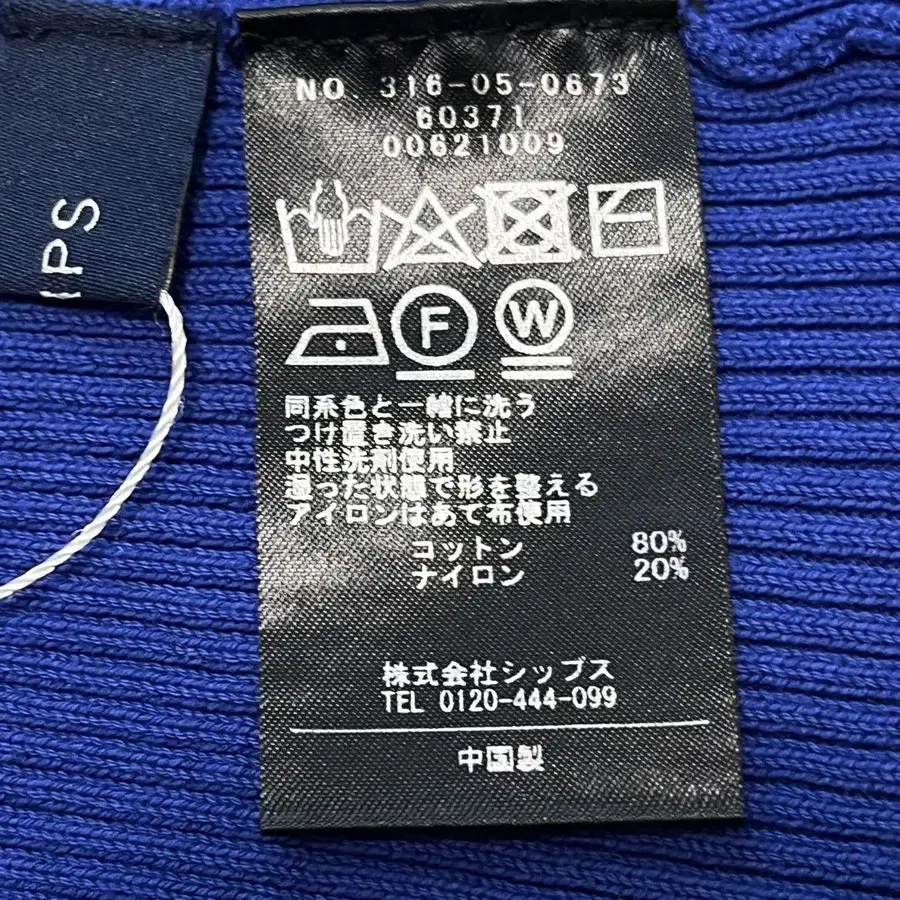 NO. 316-05-0673
60371
00621009
F
W
同系色と一緒に洗う
つけ置き洗い禁止
中性洗剤使用
湿った状態で形を整える
アイロンはあて布使用
コットン 80%
ナイロン 20%
株式会社シップス
TEL 0120-444-099
中国製
IPS